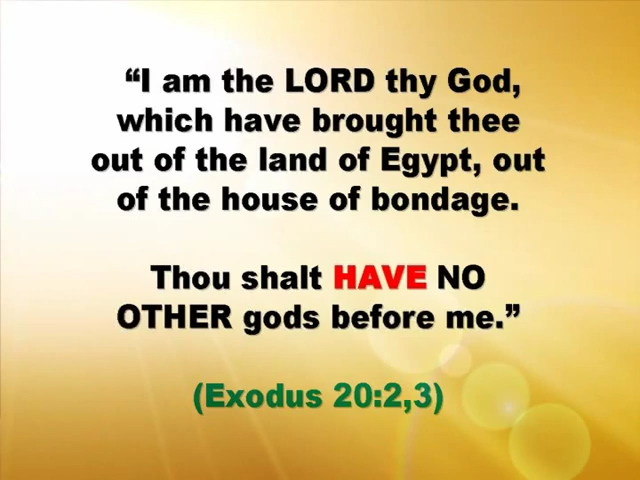 “I am the LORD thy God,
which have brought thee
out of the land of Egypt, out
of the house of bondage.
Thou shalt HAVE NO
OTHER gods before me.”
(Exodus 20:2,3)